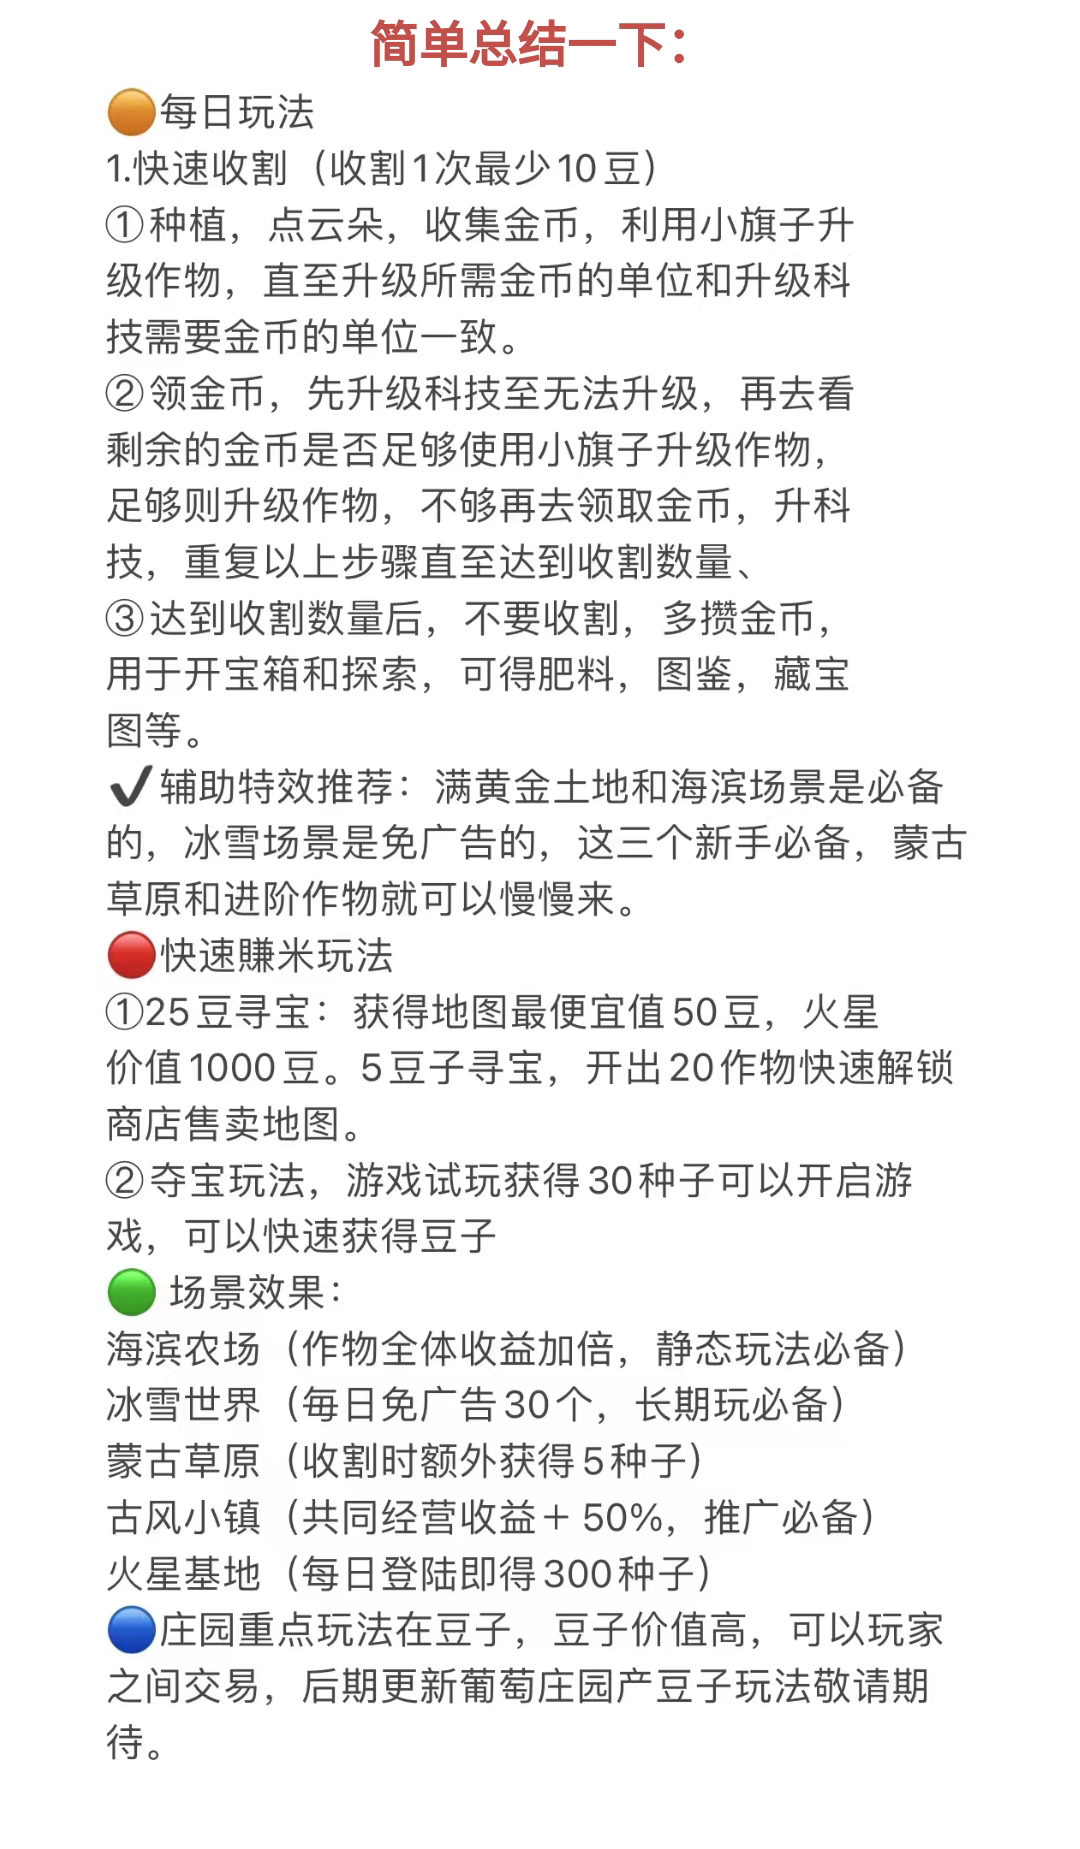 简单总结一下：
🟠每日玩法
1.快速收割（收割1次最少10豆）
①种植，点云朵，收集金币，利用小旗子升
级作物，直至升级所需金币的单位和升级科
技需要金币的单位一致。
②领金币，先升级科技至无法升级，再去看
剩余的金币是否足够使用小旗子升级作物，
足够则升级作物，不够再去领取金币，升科
技，重复以上步骤直至达到收割数量、
③达到收割数量后，不要收割，多攒金币，
用于开宝箱和探索，可得肥料，图鉴，藏宝
图等。
✔️辅助特效推荐：满黄金土地和海滨场景是必备
的，冰雪场景是免广告的，这三个新手必备，蒙古
草原和进阶作物就可以慢慢来。
🔴快速賺米玩法
①25豆寻宝：获得地图最便宜值50豆，火星
价值1000豆。5豆子寻宝，开出20作物快速解锁
商店售卖地图。
②夺宝玩法，游戏试玩获得30种子可以开启游
戏，可以快速获得豆子
🟢 场景效果：
海滨农场（作物全体收益加倍，静态玩法必备）
冰雪世界（每日免广告30个，长期玩必备）
蒙古草原（收割时额外获得5种子）
古风小镇（共同经营收益＋50%，推广必备）
火星基地（每日登陆即得300种子）
🔵庄园重点玩法在豆子，豆子价值高，可以玩家
之间交易，后期更新葡萄庄园产豆子玩法敬请期
待。